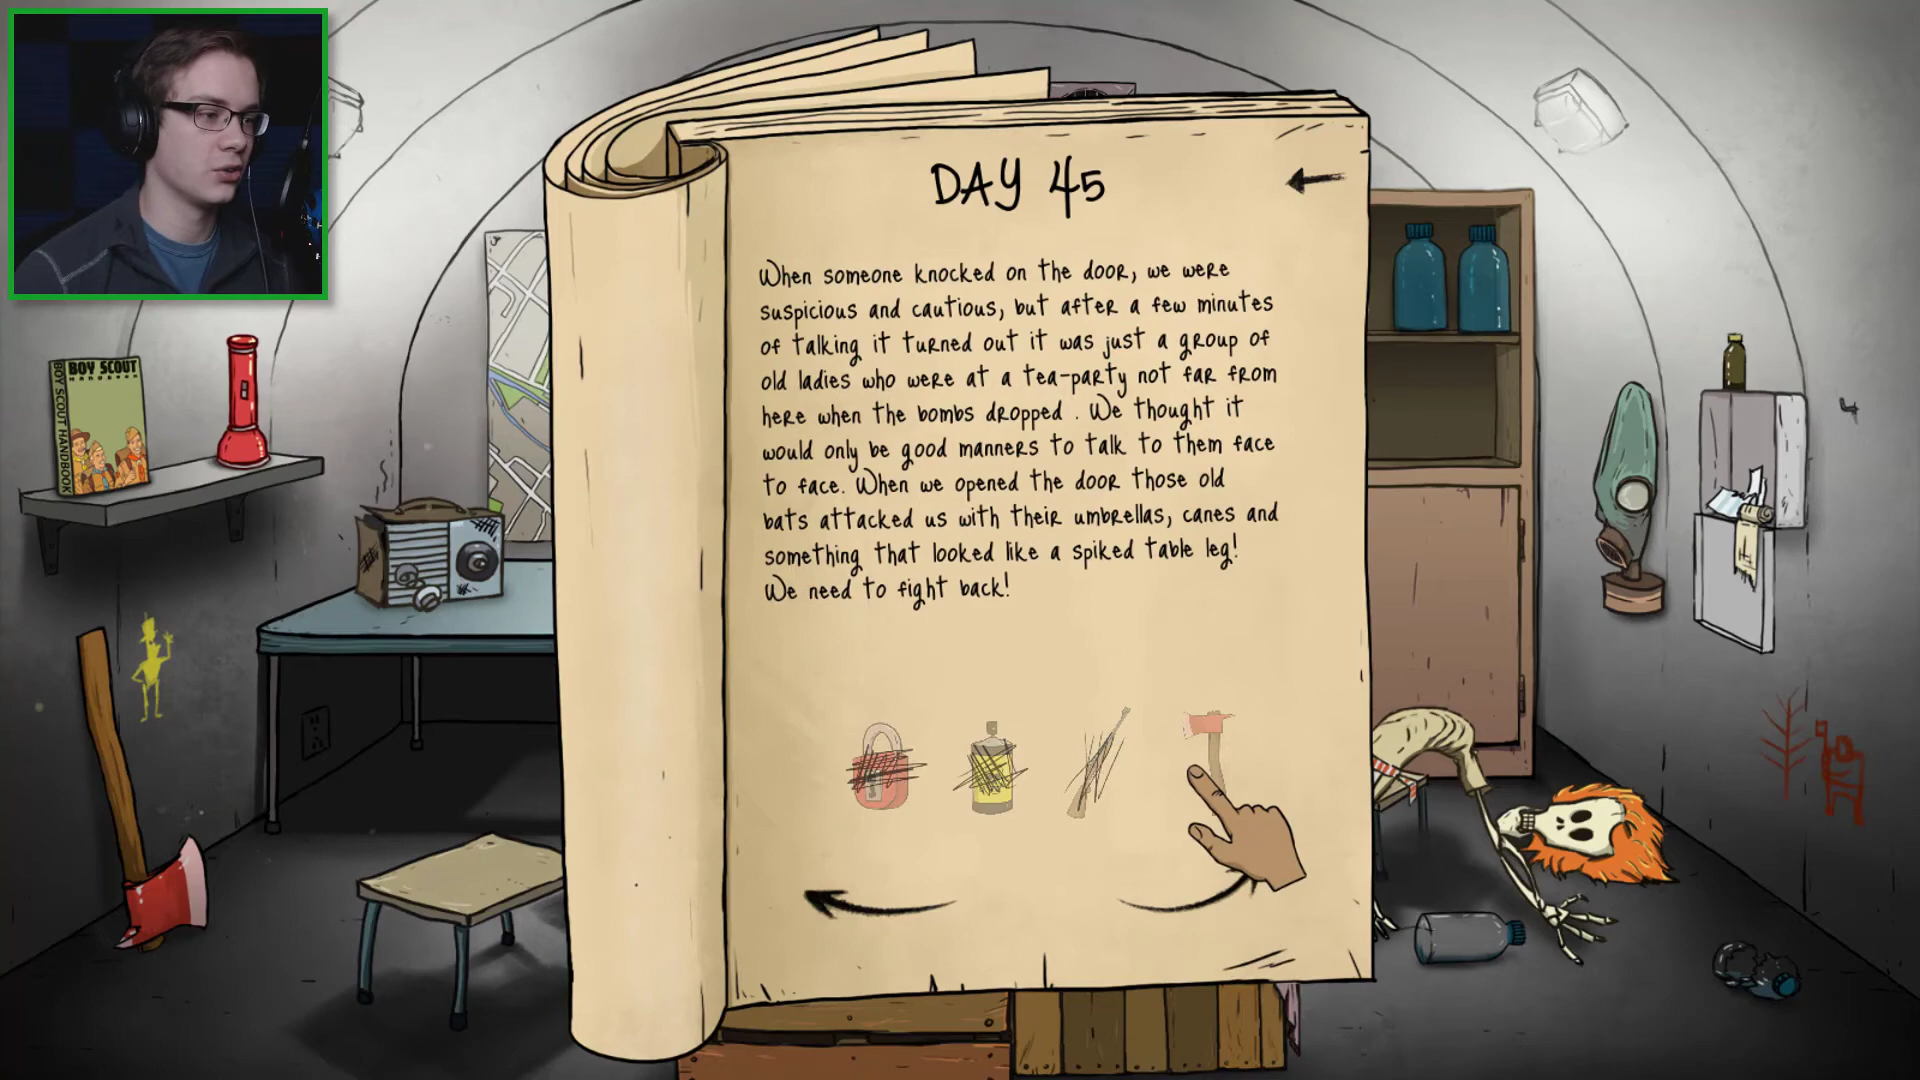 DAY 45
When someone knocked on the door, we were
suspicious and cautious, but after a few minutes
of talking it turned out it was just a group of
old ladies who were at a tea-party not far from
here when the bombs dropped . We thought it
would only be good manners to talk to them face
to face. When we opened the door those old
bats attacked us with their umbrellas, canes and
something that looked like a spiked table leg!
We need to fight back!
BOY SCOUT
HANDBOOK
BOY SCOUT HANDBOOK